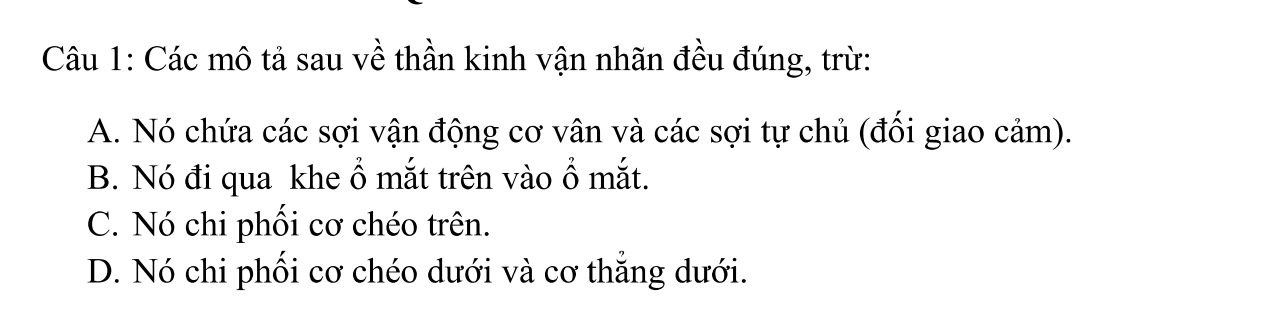 Câu 1: Các mô tả sau về thần kinh vận nhãn đều đúng, trừ:
A. Nó chứa các sợi vận động cơ vân và các sợi tự chủ (đối giao cảm).
B. Nó đi qua khe ổ mắt trên vào ổ mắt.
C. Nó chi phối cơ chéo trên.
D. Nó chi phối cơ chéo dưới và cơ thẳng dưới.